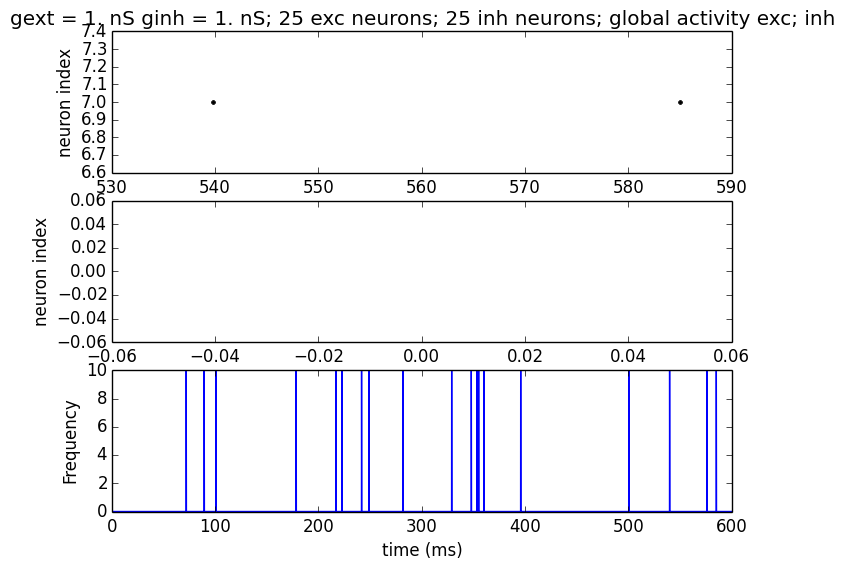 gext = 1. nS ginh = 1. nS; 25 exc neurons; 25 inh neurons; global activity exc; inh
7.4
7.3
7.2
7.1
7.0
6.9
6.8
6.7
6.6
neuron index
530 540 550 560 570 580 590
0.06
0.04
0.02
0.00
−0.02
−0.04
−0.06
neuron index
−0.06 −0.04 −0.02 0.00 0.02 0.04 0.06
10
8
6
4
2
0
Frequency
0 100 200 300 400 500 600
time (ms)